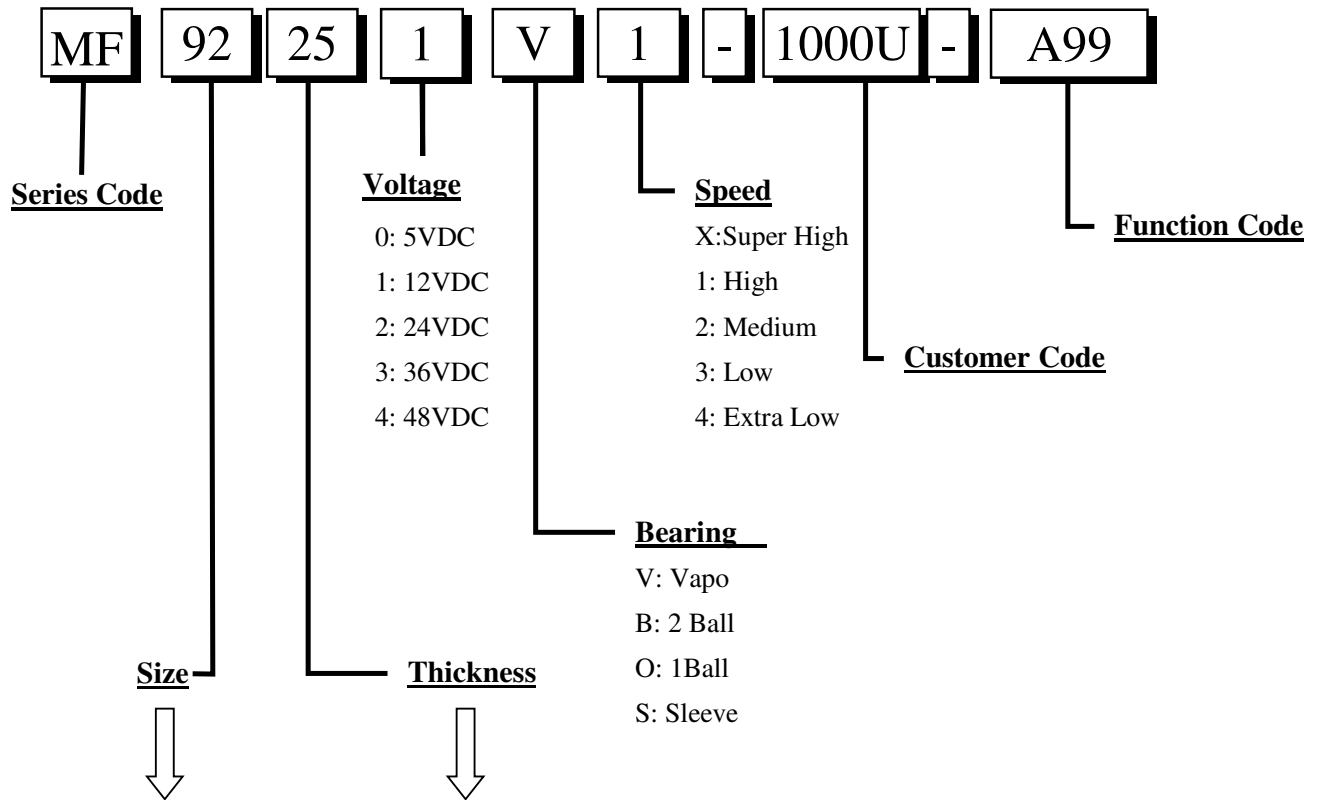 MF 92 25 1 V 1 - 1000U - A99
Series Code
Voltage
0: 5VDC
1: 12VDC
2: 24VDC
3: 36VDC
4: 48VDC
Speed
X:Super High
1: High
2: Medium
3: Low
4: Extra Low
Function Code
Customer Code
Bearing
V: Vapo
B: 2 Ball
O: 1Ball
S: Sleeve
Size
Thickness